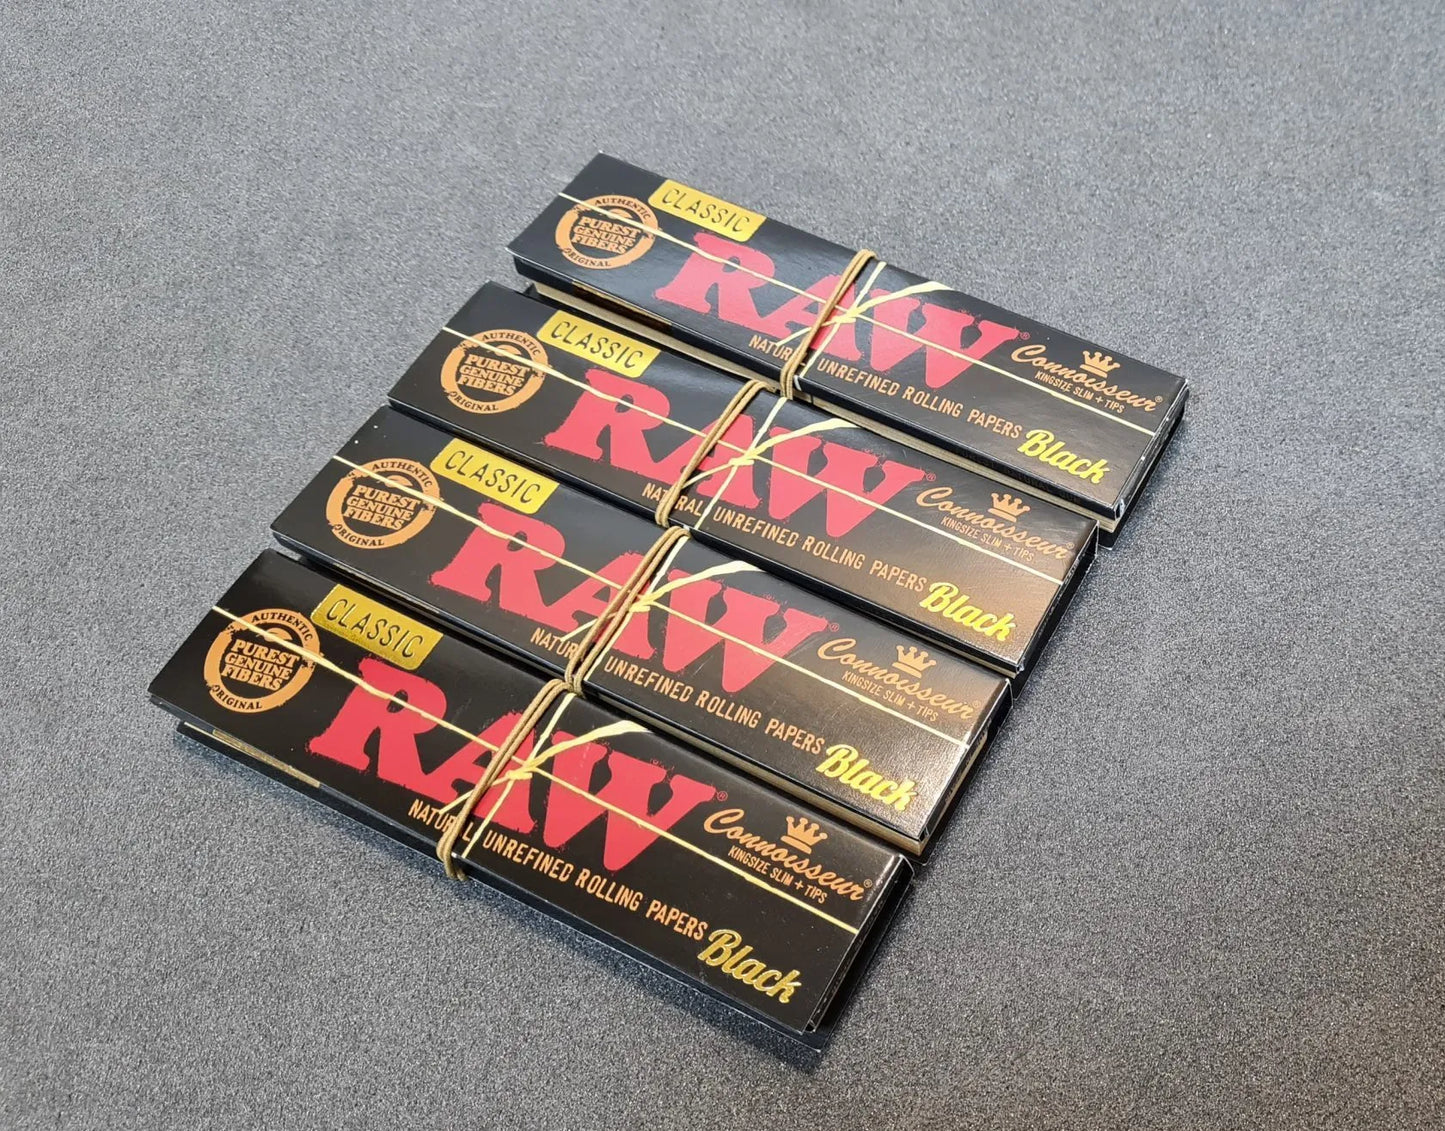 CLASSIC
AUTHENTIC
PUREST
GENUINE
FIBERS
ORIGINAL
RAW®
NATURAL UNREFINED ROLLING PAPERS
Connoisseur®
KINGSIZE SLIM + TIPS
Black
CLASSIC
AUTHENTIC
PUREST
GENUINE
FIBERS
ORIGINAL
RAW®
NATURAL UNREFINED ROLLING PAPERS
Connoisseur®
KINGSIZE SLIM + TIPS
Black
CLASSIC
AUTHENTIC
PUREST
GENUINE
FIBERS
ORIGINAL
RAW®
NATURAL UNREFINED ROLLING PAPERS
Connoisseur®
KINGSIZE SLIM + TIPS
Black
CLASSIC
AUTHENTIC
PUREST
GENUINE
FIBERS
ORIGINAL
RAW®
NATURAL UNREFINED ROLLING PAPERS
Connoisseur®
KINGSIZE SLIM + TIPS
Black